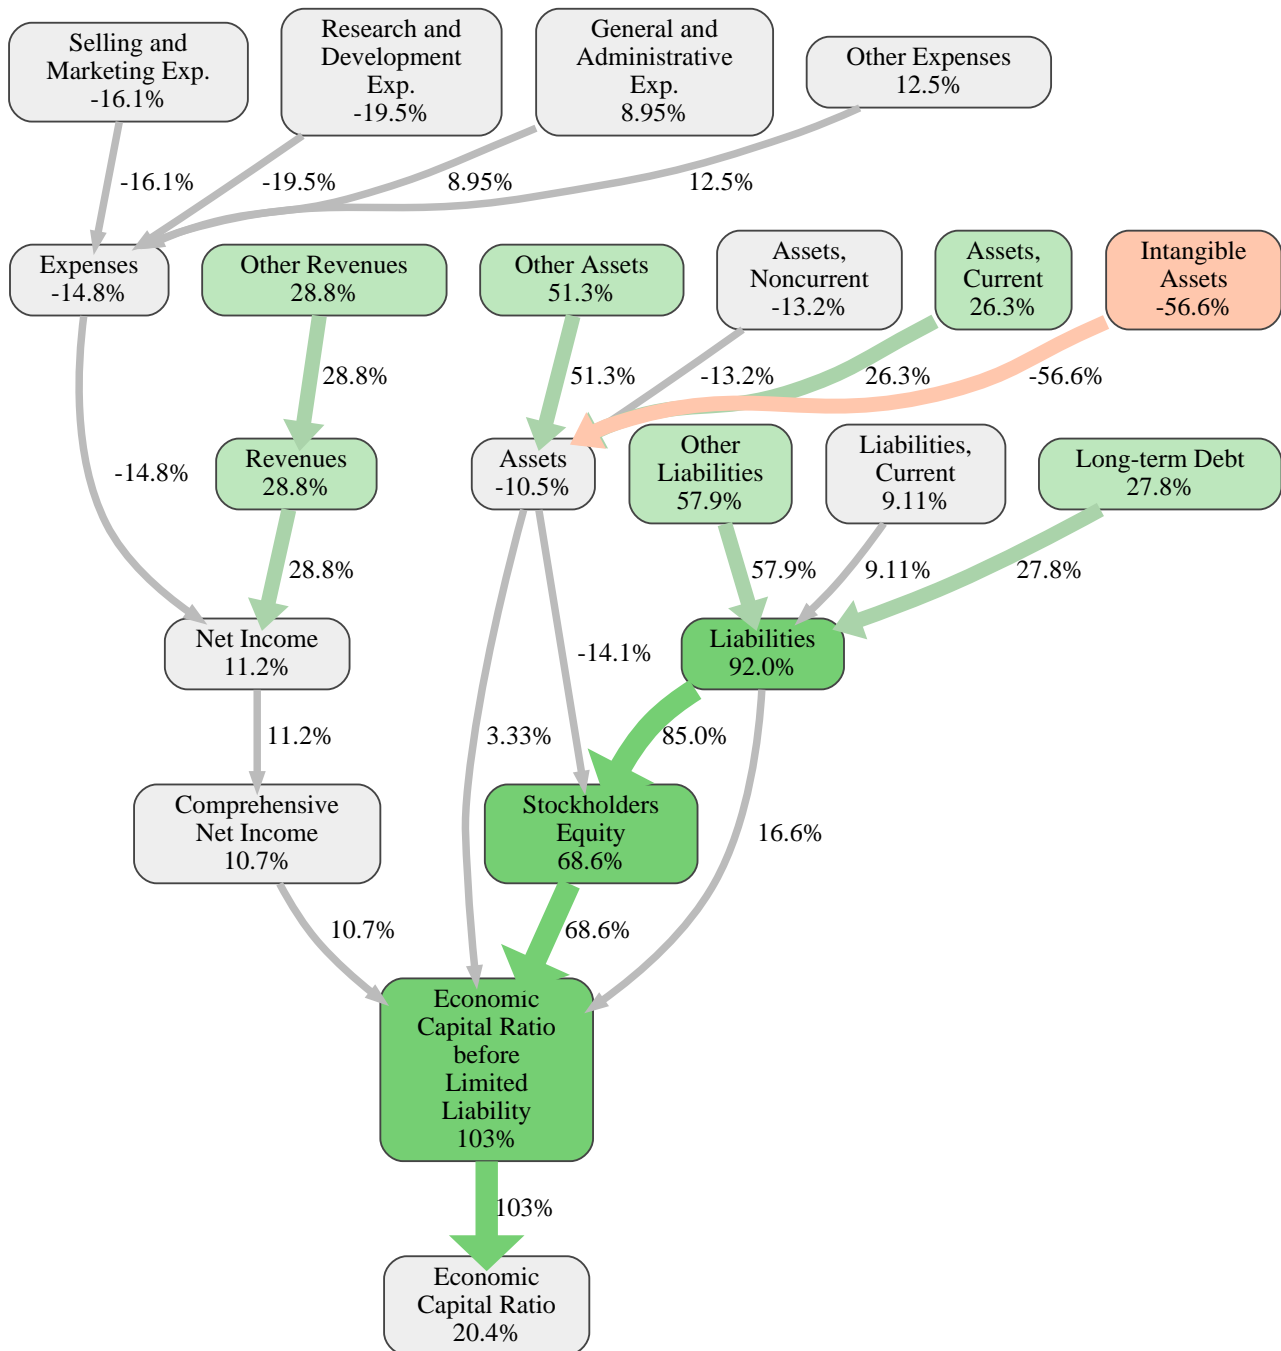 Selling and
Marketing Exp.
-16.1%
Research and
Development
Exp.
-19.5%
General and
Administrative
Exp.
8.95%
Other Expenses
12.5%
-16.1%
-19.5%
8.95%
12.5%
Expenses
-14.8%
Other Revenues
28.8%
Other Assets
51.3%
Assets,
Noncurrent
-13.2%
Assets,
Current
26.3%
Intangible
Assets
-56.6%
28.8%
51.3%
-13.2%
26.3%
-56.6%
-14.8%
Revenues
28.8%
Assets
-10.5%
Other
Liabilities
57.9%
Liabilities,
Current
9.11%
Long-term Debt
27.8%
28.8%
57.9%
9.11%
27.8%
Net Income
11.2%
-14.1%
Liabilities
92.0%
11.2%
3.33%
85.0%
Comprehensive
Net Income
10.7%
Stockholders
Equity
68.6%
16.6%
10.7%
68.6%
Economic
Capital Ratio
before
Limited
Liability
103%
103%
Economic
Capital Ratio
20.4%